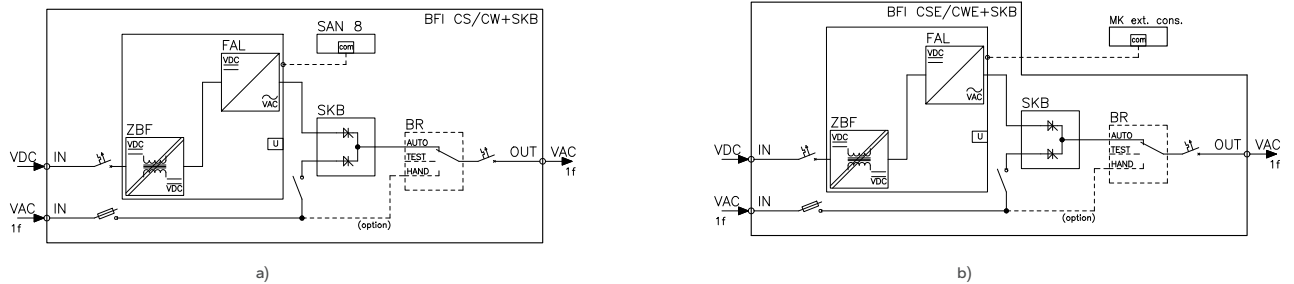 BFI CS/CW+SKB
SAN 8
com
FAL
VDC
VAC
SKB
ZBF
VDC
VDC
U
BR
AUTO
TEST
HAND
VDC
IN
OUT
VAC
1f
VAC
IN
1f
(option)
a)
BFI CSE/CWE+SKB
MK ext. cons.
com
FAL
VDC
VAC
SKB
ZBF
VDC
VDC
U
BR
AUTO
TEST
HAND
VDC
IN
OUT
VAC
1f
VAC
IN
1f
(option)
b)